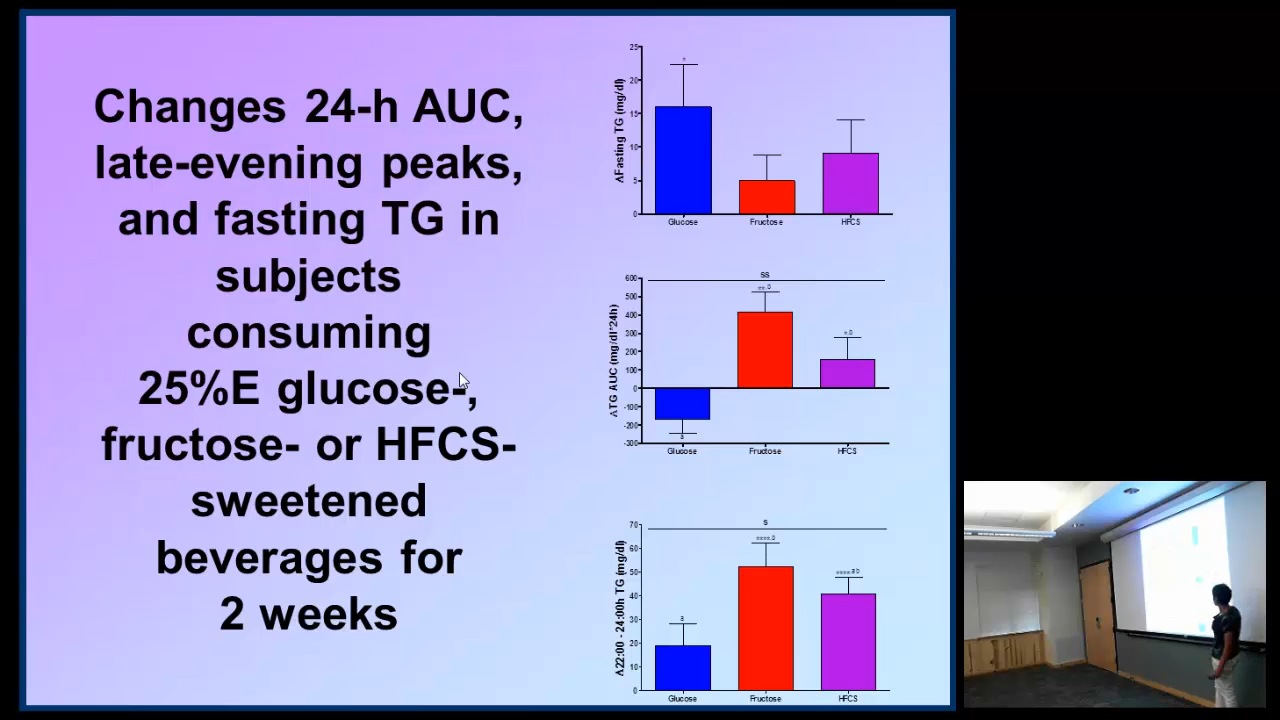 Changes 24-h AUC,
late-evening peaks,
and fasting TG in
subjects
consuming
25%E glucose-,
fructose- or HFCS-
sweetened
beverages for
2 weeks
ΔFasting TG (mg/dl)
25
20
15
10
5
0
*
Glucose
Fructose
HFCS
ΔTG AUC (mg/dl*24h)
600
500
400
300
200
100
0
-100
-200
-300
$$
**,b
*,b
a
Glucose
Fructose
HFCS
Δ22:00 - 24:00h TG (mg/dl)
70
60
50
40
30
20
10
0
$
a
****,b
****,ab
Glucose
Fructose
HFCS